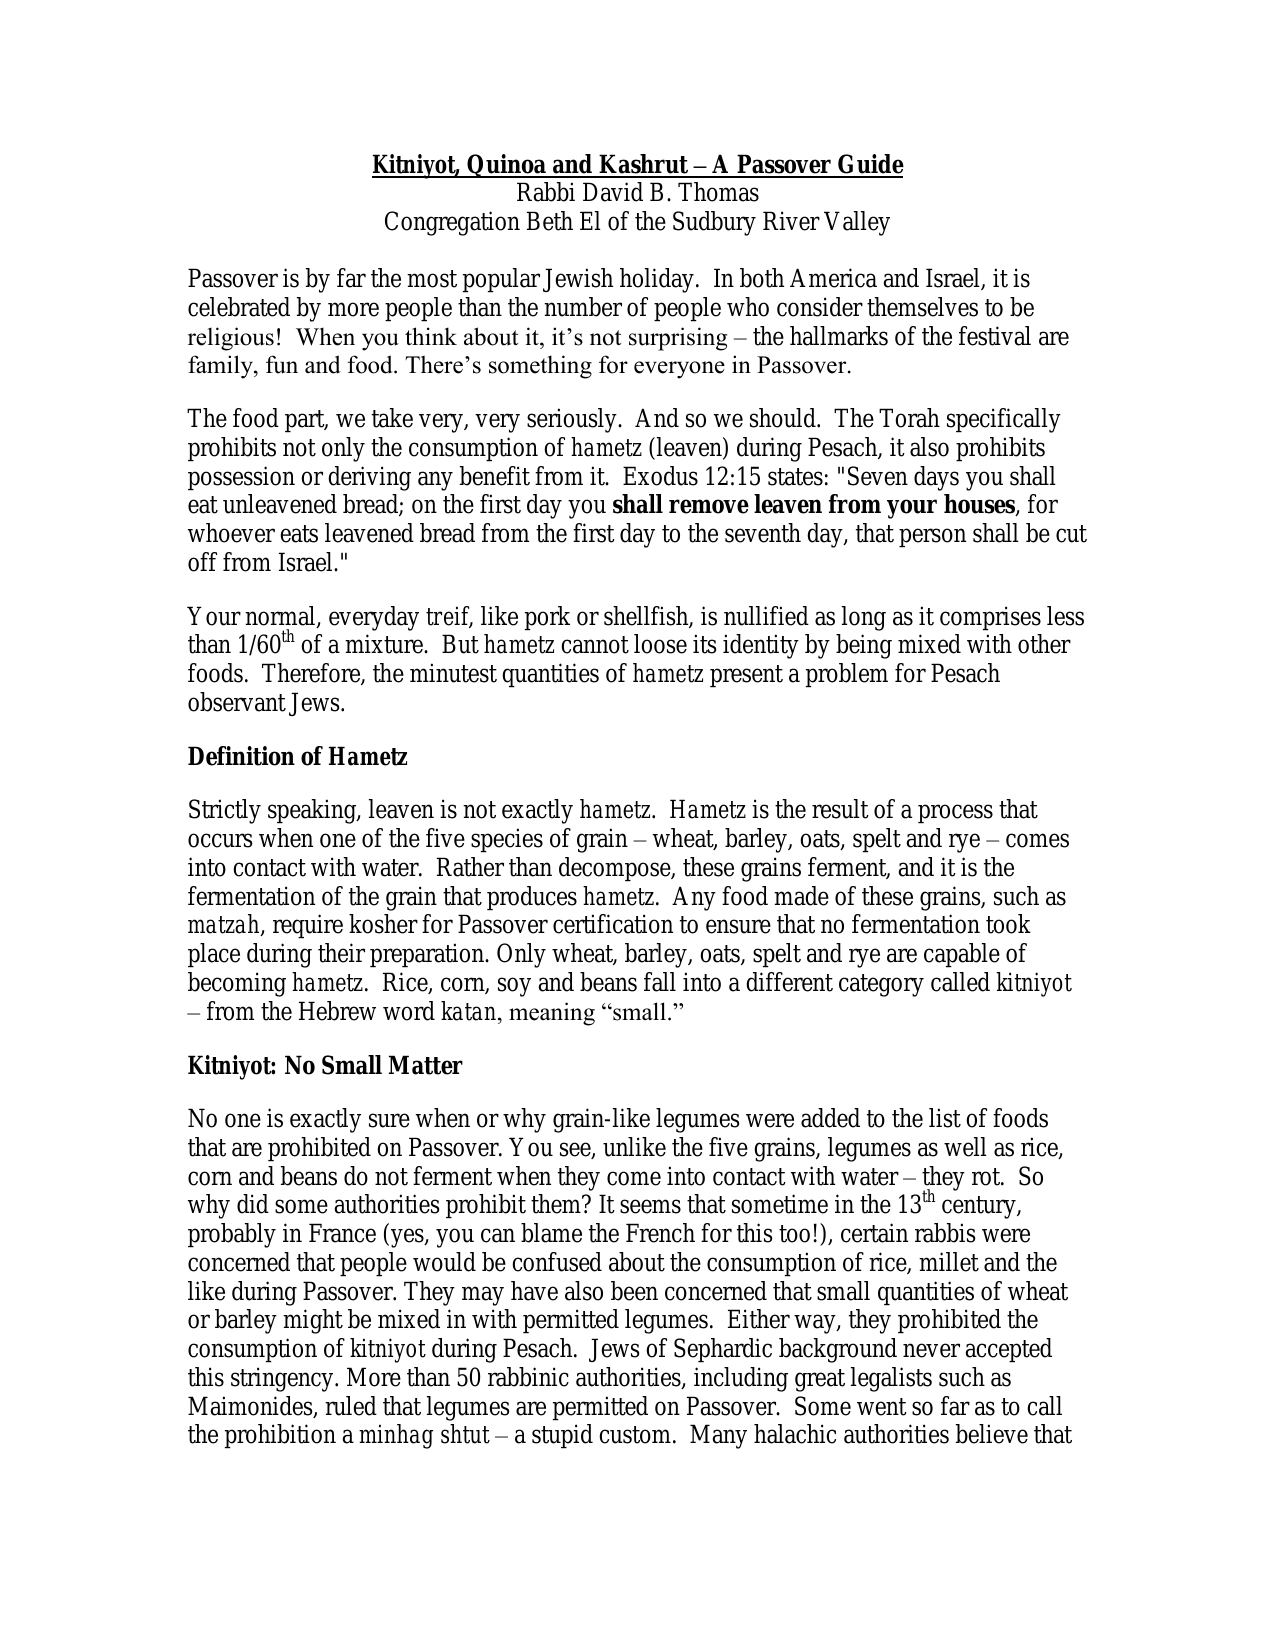 Kitniyot, Quinoa and Kashrut – A Passover Guide
Rabbi David B. Thomas
Congregation Beth El of the Sudbury River Valley
Passover is by far the most popular Jewish holiday.  In both America and Israel, it is
celebrated by more people than the number of people who consider themselves to be
religious!  When you think about it, it’s not surprising – the hallmarks of the festival are
family, fun and food. There’s something for everyone in Passover.
The food part, we take very, very seriously.  And so we should.  The Torah specifically
prohibits not only the consumption of hametz (leaven) during Pesach, it also prohibits
possession or deriving any benefit from it.  Exodus 12:15 states: "Seven days you shall
eat unleavened bread; on the first day you shall remove leaven from your houses, for
whoever eats leavened bread from the first day to the seventh day, that person shall be cut
off from Israel."
Your normal, everyday treif, like pork or shellfish, is nullified as long as it comprises less
than 1/60th of a mixture.  But hametz cannot loose its identity by being mixed with other
foods.  Therefore, the minutest quantities of hametz present a problem for Pesach
observant Jews.
Definition of Hametz
Strictly speaking, leaven is not exactly hametz.  Hametz is the result of a process that
occurs when one of the five species of grain – wheat, barley, oats, spelt and rye – comes
into contact with water.  Rather than decompose, these grains ferment, and it is the
fermentation of the grain that produces hametz.  Any food made of these grains, such as
matzah, require kosher for Passover certification to ensure that no fermentation took
place during their preparation. Only wheat, barley, oats, spelt and rye are capable of
becoming hametz.  Rice, corn, soy and beans fall into a different category called kitniyot
– from the Hebrew word katan, meaning “small.”
Kitniyot: No Small Matter
No one is exactly sure when or why grain-like legumes were added to the list of foods
that are prohibited on Passover. You see, unlike the five grains, legumes as well as rice,
corn and beans do not ferment when they come into contact with water – they rot.  So
why did some authorities prohibit them? It seems that sometime in the 13th century,
probably in France (yes, you can blame the French for this too!), certain rabbis were
concerned that people would be confused about the consumption of rice, millet and the
like during Passover. They may have also been concerned that small quantities of wheat
or barley might be mixed in with permitted legumes.  Either way, they prohibited the
consumption of kitniyot during Pesach.  Jews of Sephardic background never accepted
this stringency. More than 50 rabbinic authorities, including great legalists such as
Maimonides, ruled that legumes are permitted on Passover.  Some went so far as to call
the prohibition a minhag shtut – a stupid custom.  Many halachic authorities believe that